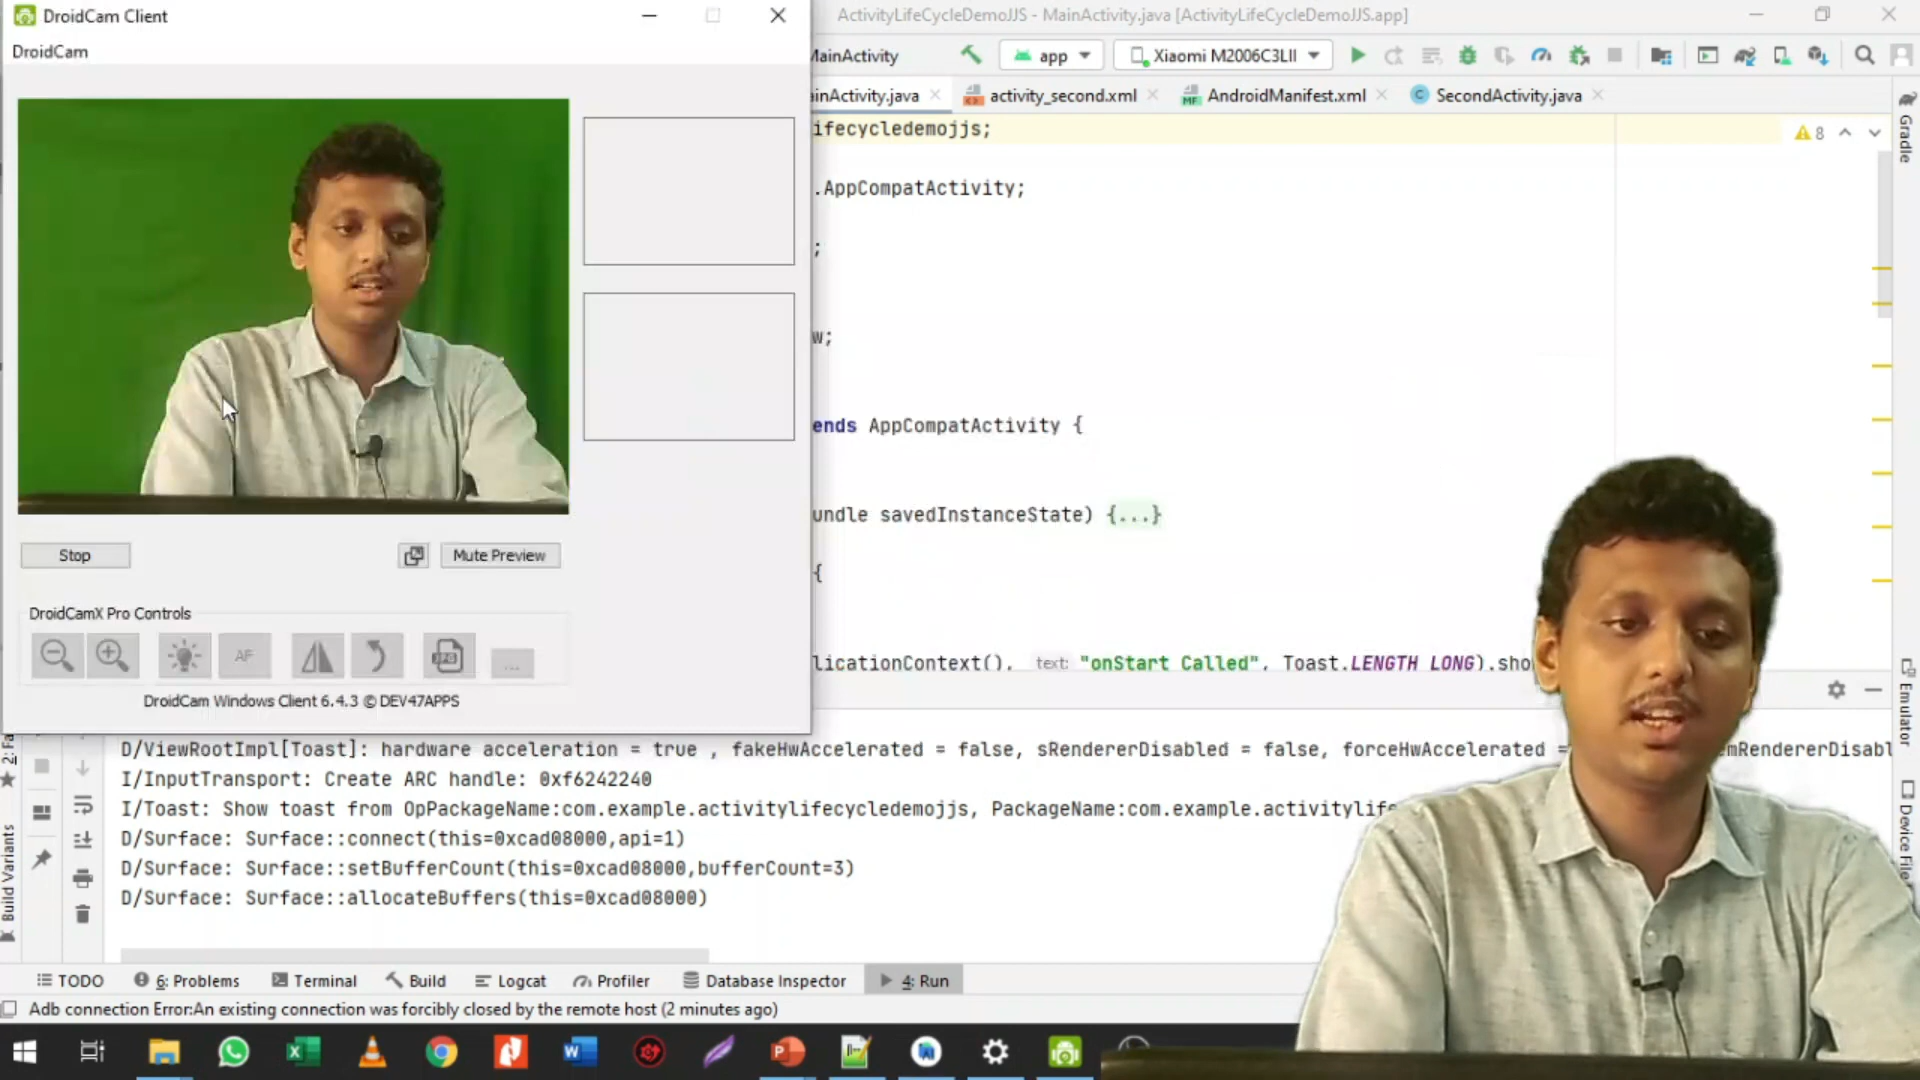 DroidCam Client
DroidCam
Stop
Mute Preview
DroidCamX Pro Controls
AF
JPG
...
DroidCam Windows Client 6.4.3 © DEV47APPS
ActivityLifeCycleDemoJJS - MainActivity.java [ActivityLifeCycleDemoJJS.app]
MainActivity
app
Xiaomi M2006C3LII
ainActivity.java
activity_second.xml
MF AndroidManifest.xml
C SecondActivity.java
ifecycledemojjs;
8
.AppCompatActivity;
;
w;
ends AppCompatActivity {
undle savedInstanceState) {...}
{
licationContext(), text: "onStart Called", Toast.LENGTH_LONG).sho
Gradle
Emulator
Device File
Build Variants
D/ViewRootImpl[Toast]: hardware acceleration = true , fakeHwAccelerated = false, sRendererDisabled = false, forceHwAccelerated = mRendererDisabl
I/InputTransport: Create ARC handle: 0xf6242240
I/Toast: Show toast from OpPackageName:com.example.activitylifecycledemojjs, PackageName:com.example.activitylife
D/Surface: Surface::connect(this=0xcad08000,api=1)
D/Surface: Surface::setBufferCount(this=0xcad08000,bufferCount=3)
D/Surface: Surface::allocateBuffers(this=0xcad08000)
TODO
6: Problems
Terminal
Build
Logcat
Profiler
Database Inspector
4: Run
Adb connection Error:An existing connection was forcibly closed by the remote host (2 minutes ago)